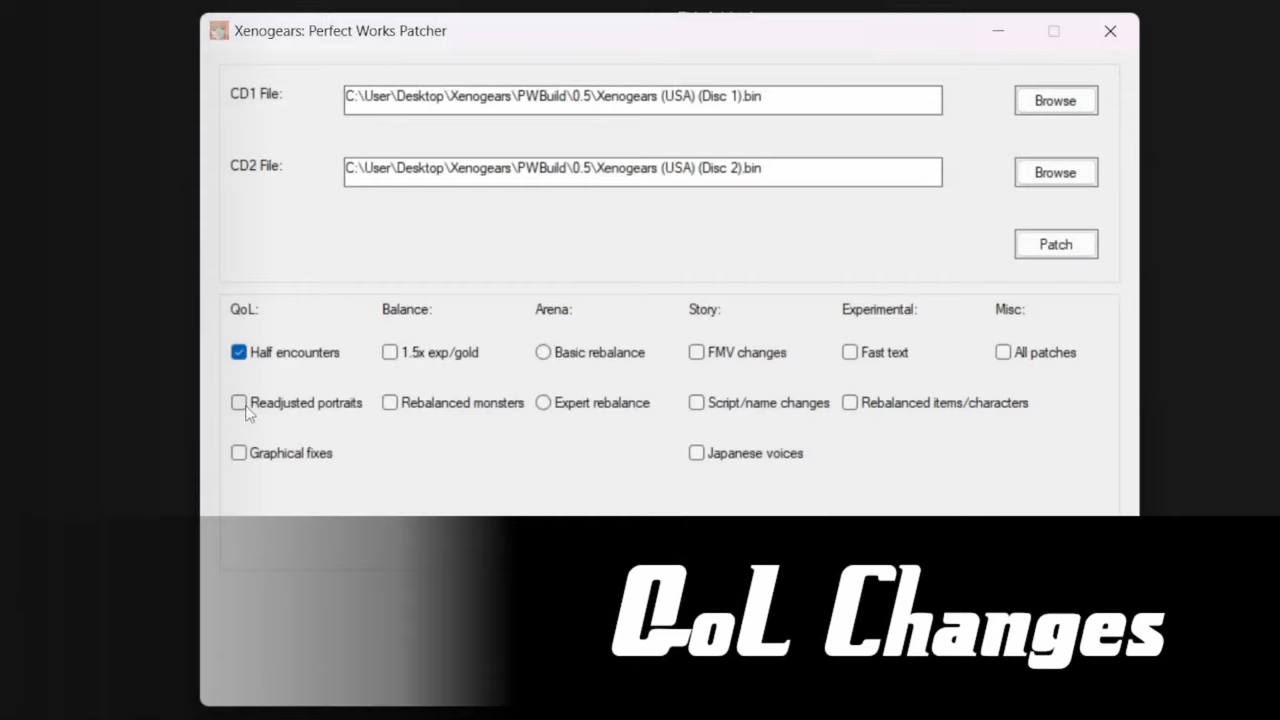 Xenogears: Perfect Works Patcher
CD1 File: C:\User\Desktop\Xenogears\PWBuild\0.5\Xenogears (USA) (Disc 1).bin Browse
CD2 File: C:\User\Desktop\Xenogears\PWBuild\0.5\Xenogears (USA) (Disc 2).bin Browse
Patch
QoL: Balance: Arena: Story: Experimental: Misc:
Half encounters 1.5x exp/gold Basic rebalance FMV changes Fast text All patches
Readjusted portraits Rebalanced monsters Expert rebalance Script/name changes Rebalanced items/characters
Graphical fixes Japanese voices
QoL Changes